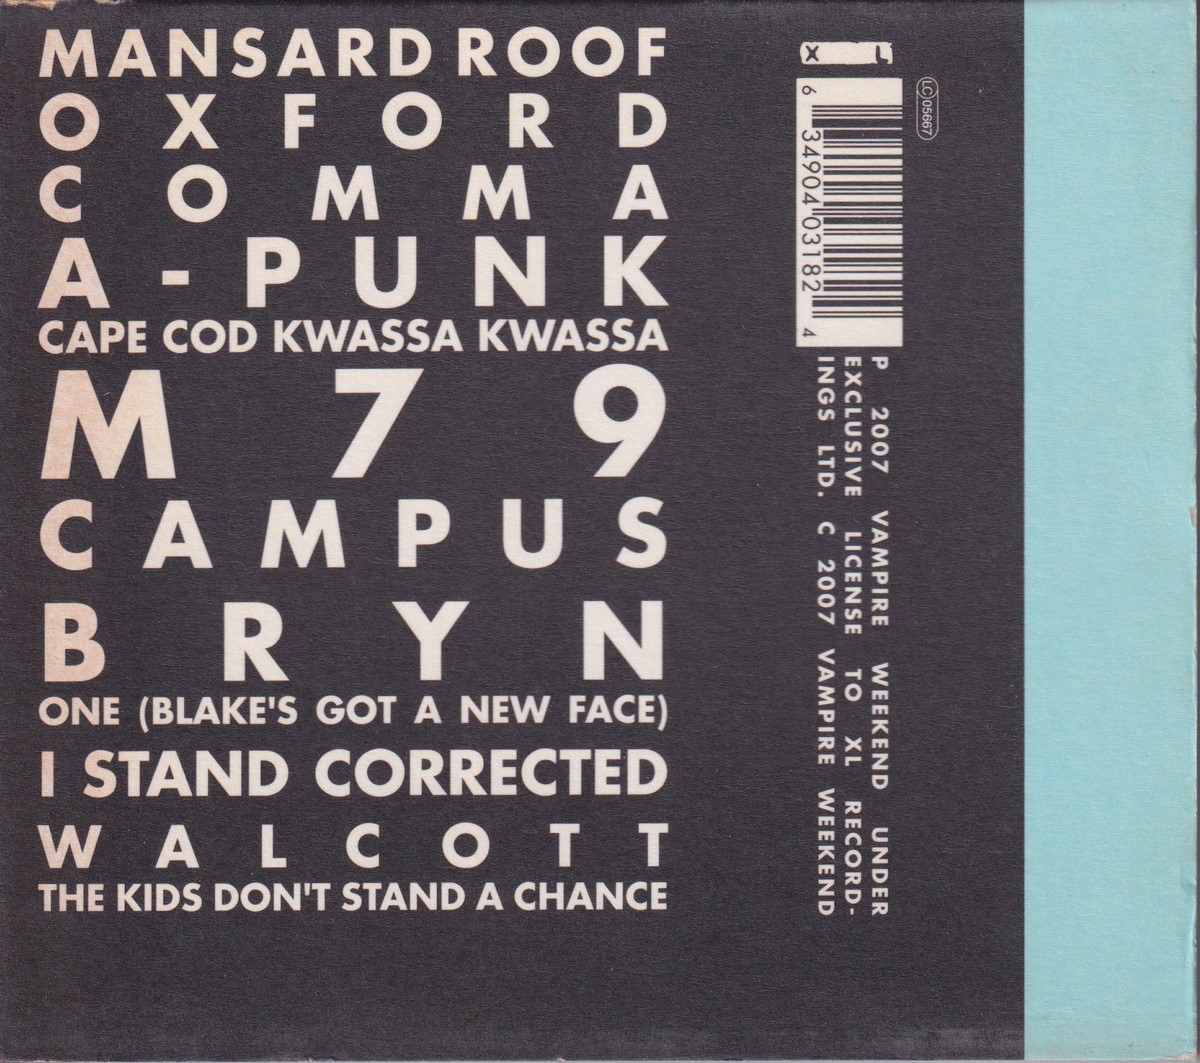 MANSARD ROOF
OXFORD
COMMA
A-PUNK
CAPE COD KWASSA KWASSA
M79
CAMPUS
BRYN
ONE (BLAKE'S GOT A NEW FACE)
I STAND CORRECTED
WALCOTT
THE KIDS DON'T STAND A CHANCE
XL
6 34904 03182 4
LC 05667
P 2007 VAMPIRE WEEKEND UNDER
EXCLUSIVE LICENSE TO XL RECORD-
INGS LTD. C 2007 VAMPIRE WEEKEND